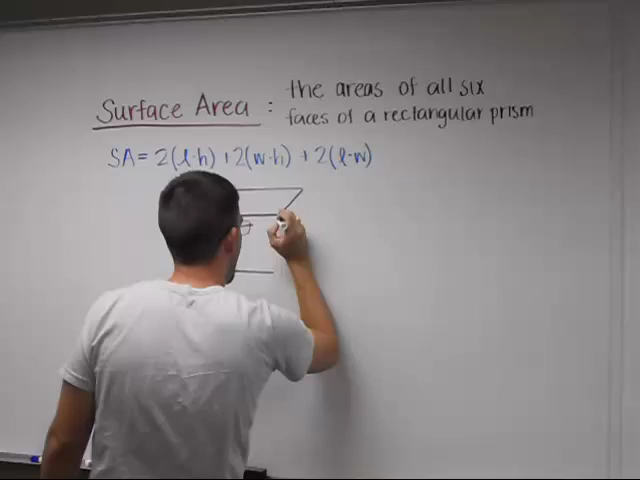 the areas of all six
Surface Area : faces of a rectangular prism
SA = 2(l·h) + 2(w·h) + 2(l·w)